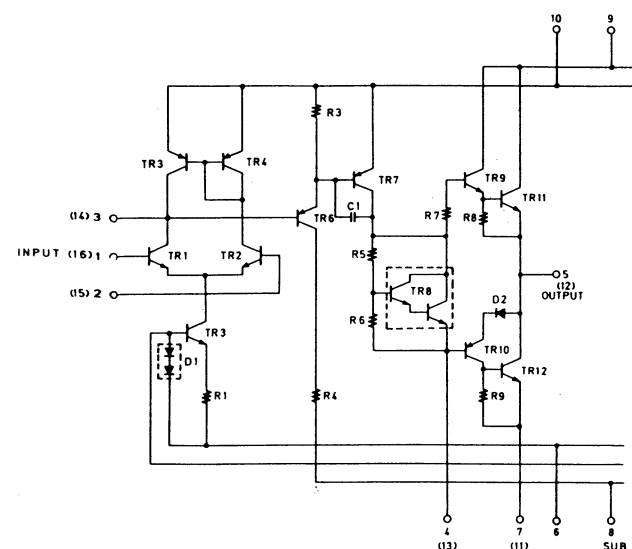 10 9
R3
TR3 TR4
TR7
TR9
TR11
C1
(14) 3
TR6
R7
R8
INPUT (16) 1
TR1 TR2
R5
5
(12)
OUTPUT
(15) 2
TR8
R6
D2
TR3
TR10
D1
TR12
R1
R4
R9
4 7 6 8
(13) (11) SUB